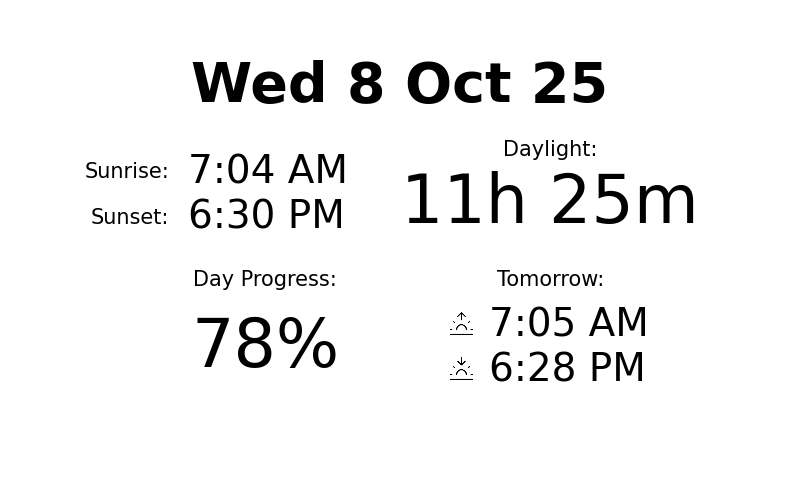 Wed 8 Oct 25
Sunrise: 7:04 AM
Sunset: 6:30 PM
Daylight:
11h 25m
Day Progress:
78%
Tomorrow:
7:05 AM
6:28 PM